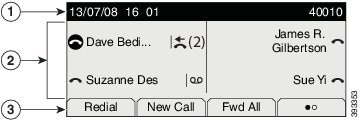 1 13/07/08 16 01 40010
Dave Bedi... (2) James R.
Gilbertson
2
Suzanne Des Sue Yi
3 Redial New Call Fwd All
393353